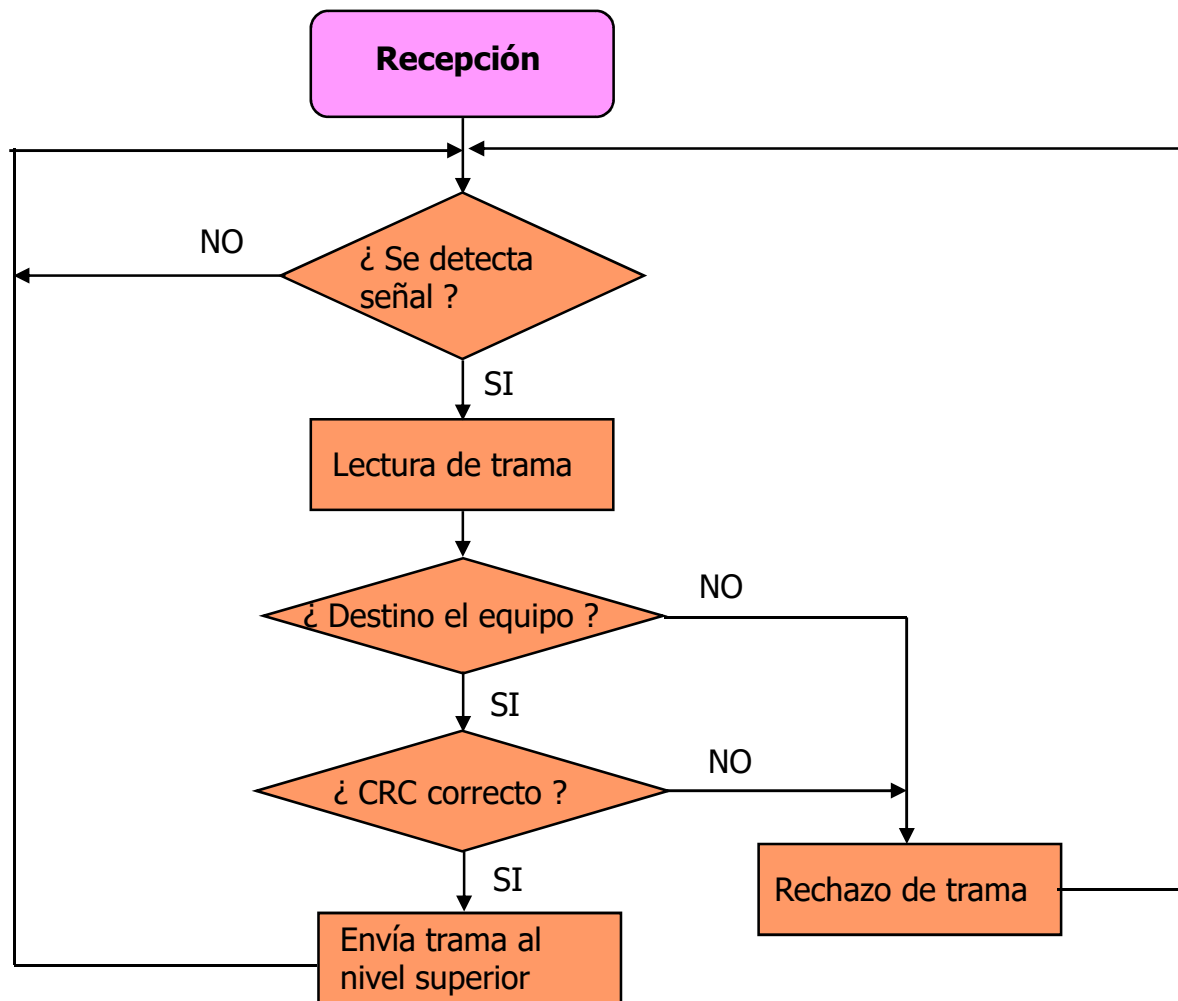 Recepción
NO
¿ Se detecta
señal ?
SI
Lectura de trama
NO
¿ Destino el equipo ?
SI
NO
¿ CRC correcto ?
SI
Rechazo de trama
Envía trama al
nivel superior